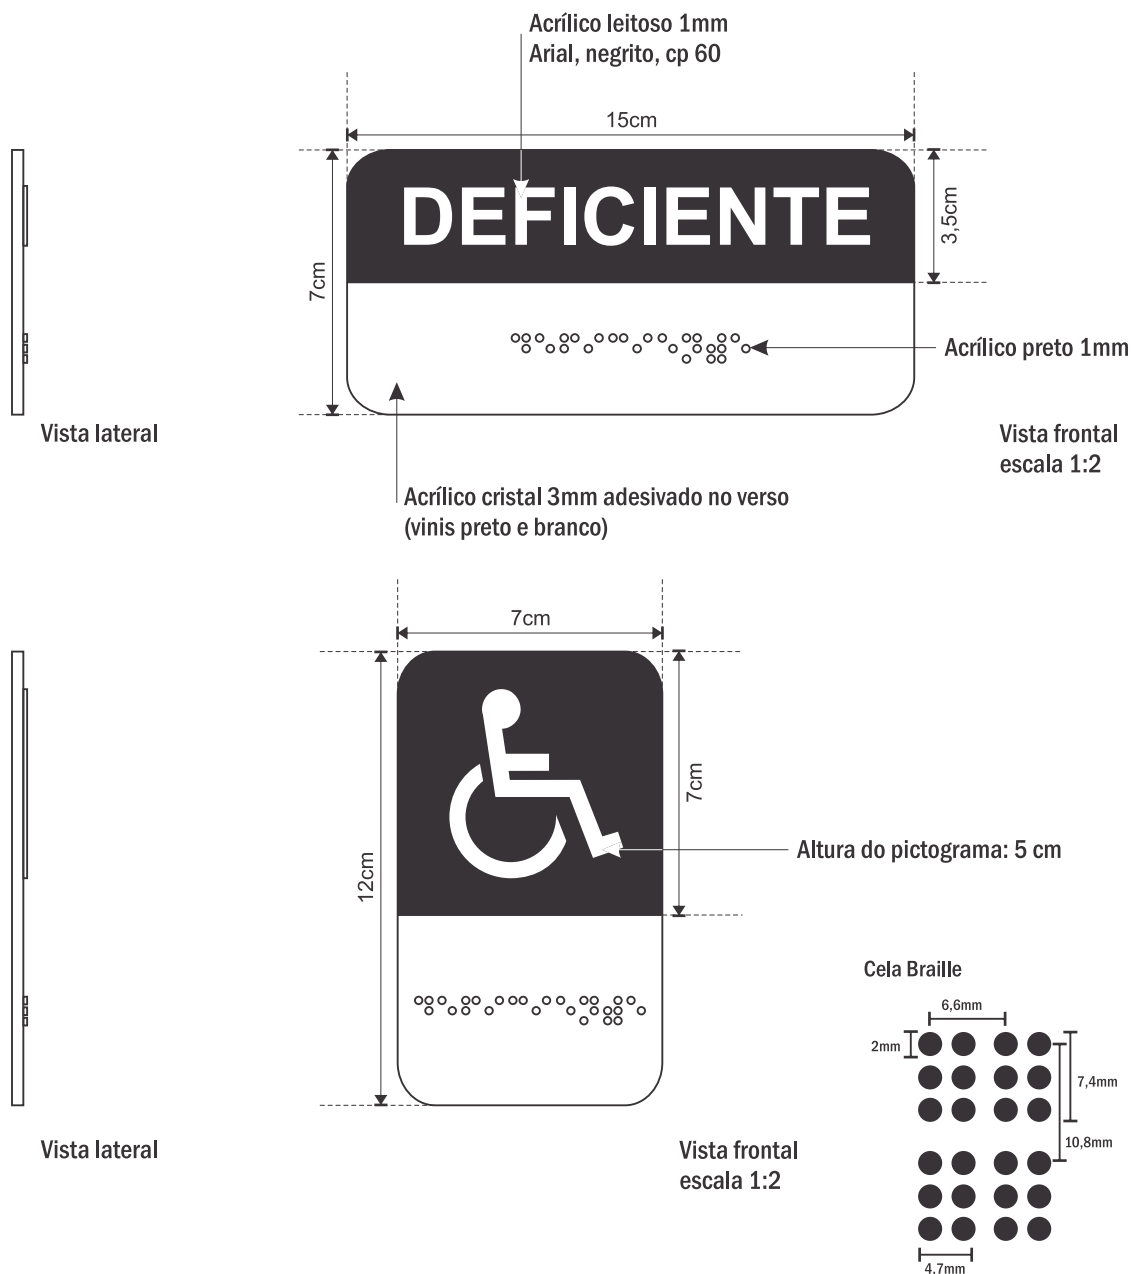 Acrílico leitoso 1mm
Arial, negrito, cp 60
15cm
7cm
3,5cm
DEFICIENTE
Acrílico preto 1mm
Vista lateral
Vista frontal
escala 1:2
Acrílico cristal 3mm adesivado no verso
(vinis preto e branco)
7cm
12cm
7cm
Altura do pictograma: 5 cm
Vista lateral
Vista frontal
escala 1:2
Cela Braille
6,6mm
2mm
7,4mm
10,8mm
4.7mm